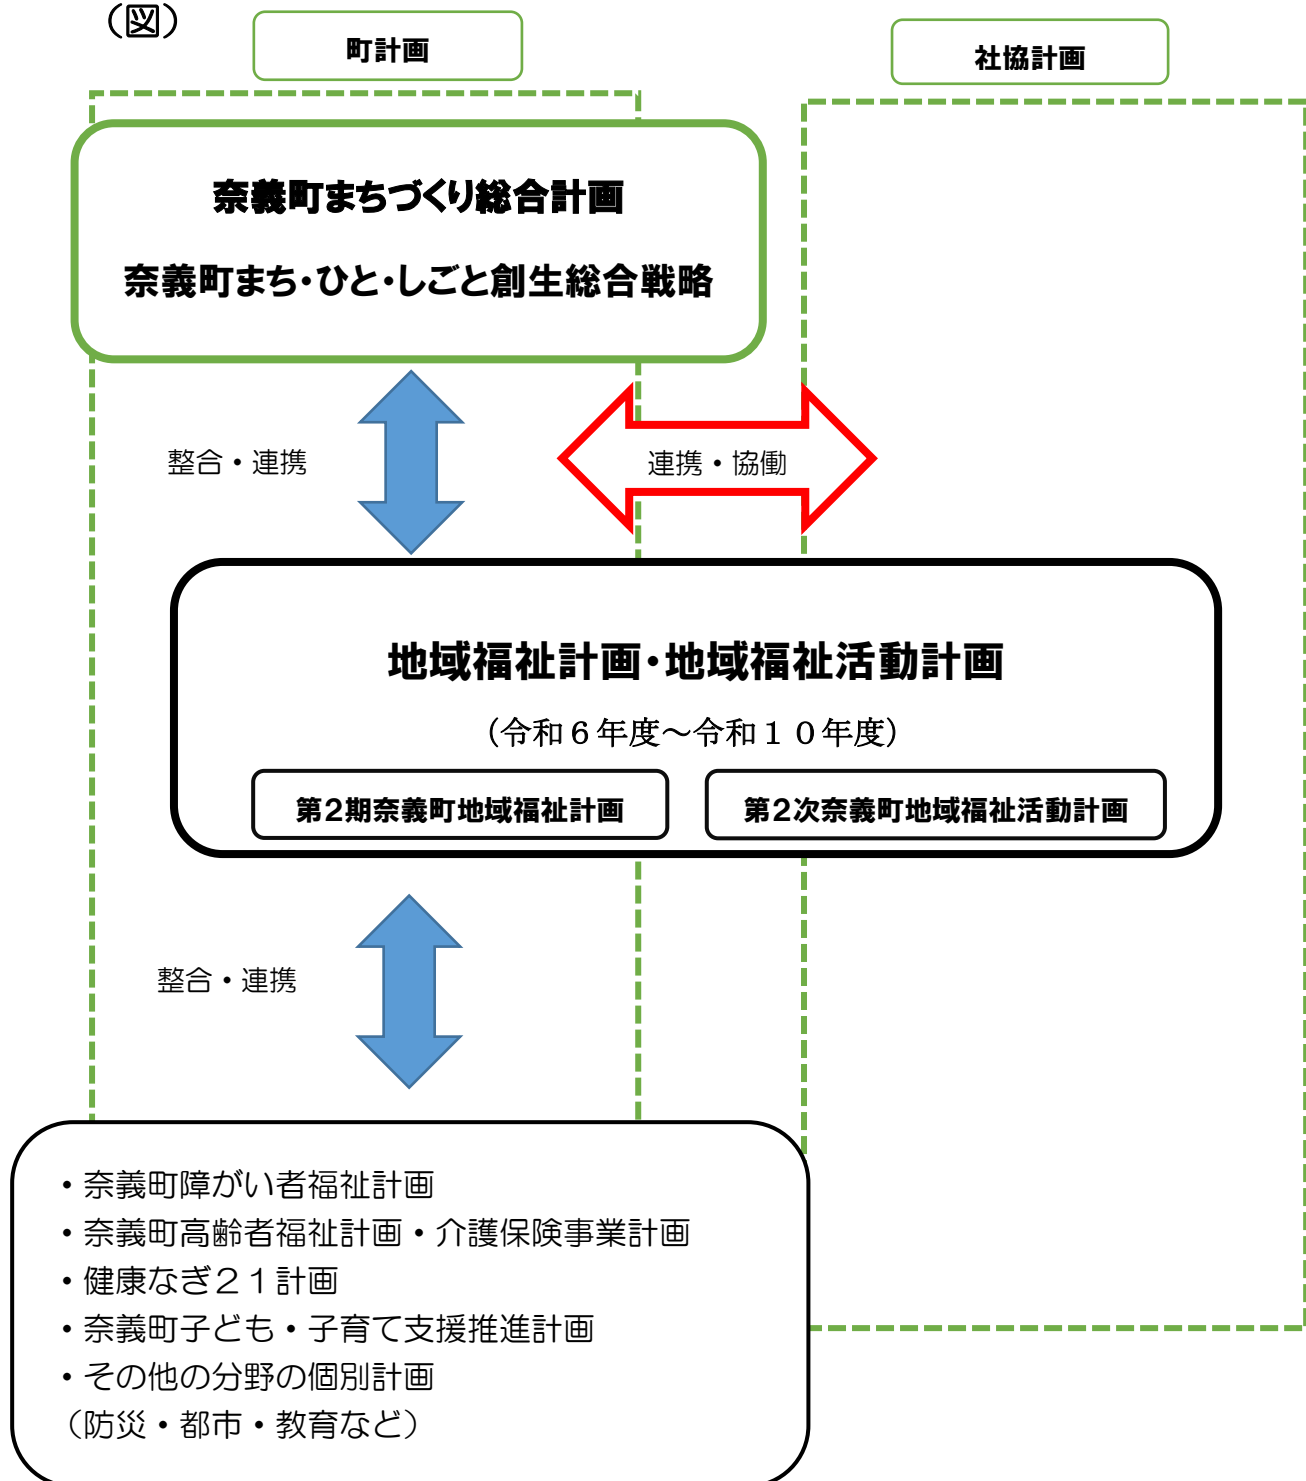 （図）
町計画
社協計画
奈義町まちづくり総合計画
奈義町まち・ひと・しごと創生総合戦略
整合・連携
連携・協働
地域福祉計画・地域福祉活動計画
（令和６年度～令和１０年度）
第2期奈義町地域福祉計画
第2次奈義町地域福祉活動計画
整合・連携
・奈義町障がい者福祉計画
・奈義町高齢者福祉計画・介護保険事業計画
・健康なぎ２１計画
・奈義町子ども・子育て支援推進計画
・その他の分野の個別計画
（防災・都市・教育など）